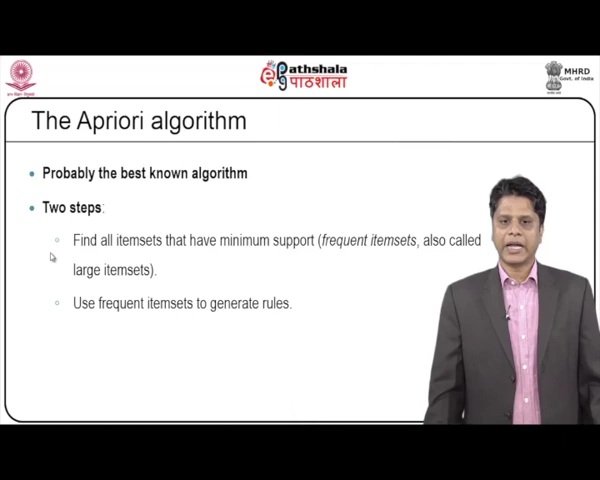 Pathshala
पाठशाला
MHRD
Govt. of India
The Apriori algorithm
• Probably the best known algorithm
• Two steps:
◦ Find all itemsets that have minimum support (frequent itemsets, also called
large itemsets).
◦ Use frequent itemsets to generate rules.